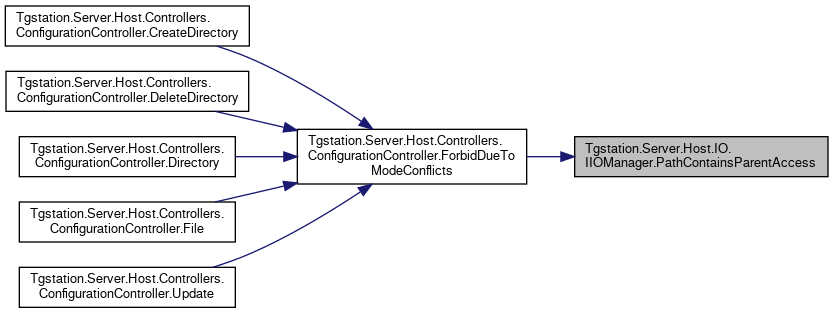 Tgstation.Server.Host.Controllers.
ConfigurationController.CreateDirectory
Tgstation.Server.Host.Controllers.
ConfigurationController.DeleteDirectory
Tgstation.Server.Host.Controllers.
ConfigurationController.Directory
Tgstation.Server.Host.Controllers.
ConfigurationController.File
Tgstation.Server.Host.Controllers.
ConfigurationController.Update
Tgstation.Server.Host.Controllers.
ConfigurationController.ForbidDueTo
ModeConflicts
Tgstation.Server.Host.IO.
IIOManager.PathContainsParentAccess